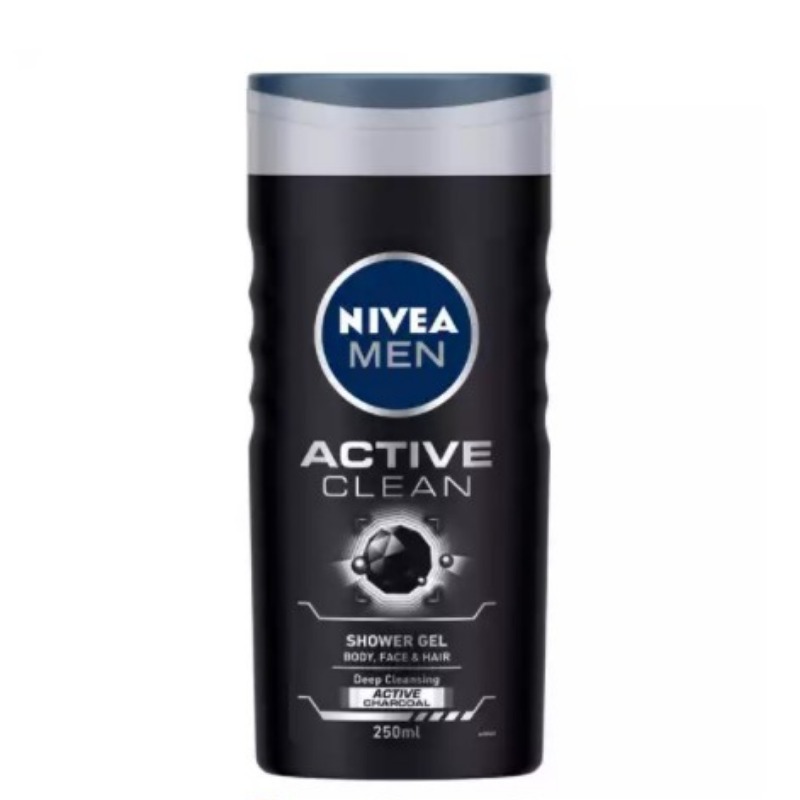 NIVEA
MEN
ACTIVE
CLEAN
SHOWER GEL
BODY, FACE & HAIR
Deep Cleansing
ACTIVE
CHARCOAL
250ml